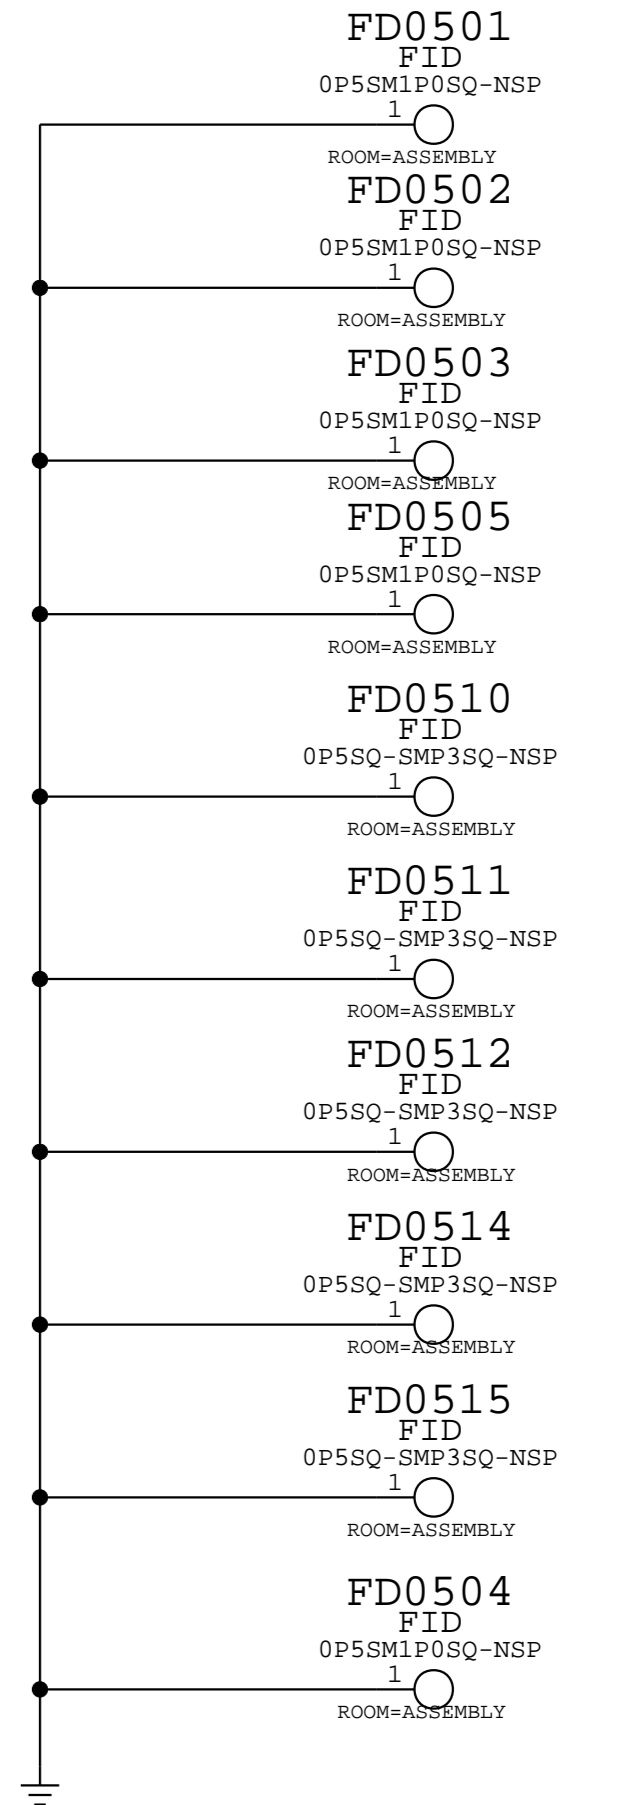 FD0501
FID
0P5SM1P0SQ-NSP
1
ROOM=ASSEMBLY
FD0502
FID
0P5SM1P0SQ-NSP
1
ROOM=ASSEMBLY
FD0503
FID
0P5SM1P0SQ-NSP
1
ROOM=ASSEMBLY
FD0505
FID
0P5SM1P0SQ-NSP
1
ROOM=ASSEMBLY
FD0510
FID
0P5SQ-SMP3SQ-NSP
1
ROOM=ASSEMBLY
FD0511
FID
0P5SQ-SMP3SQ-NSP
1
ROOM=ASSEMBLY
FD0512
FID
0P5SQ-SMP3SQ-NSP
1
ROOM=ASSEMBLY
FD0514
FID
0P5SQ-SMP3SQ-NSP
1
ROOM=ASSEMBLY
FD0515
FID
0P5SQ-SMP3SQ-NSP
1
ROOM=ASSEMBLY
FD0504
FID
0P5SM1P0SQ-NSP
1
ROOM=ASSEMBLY